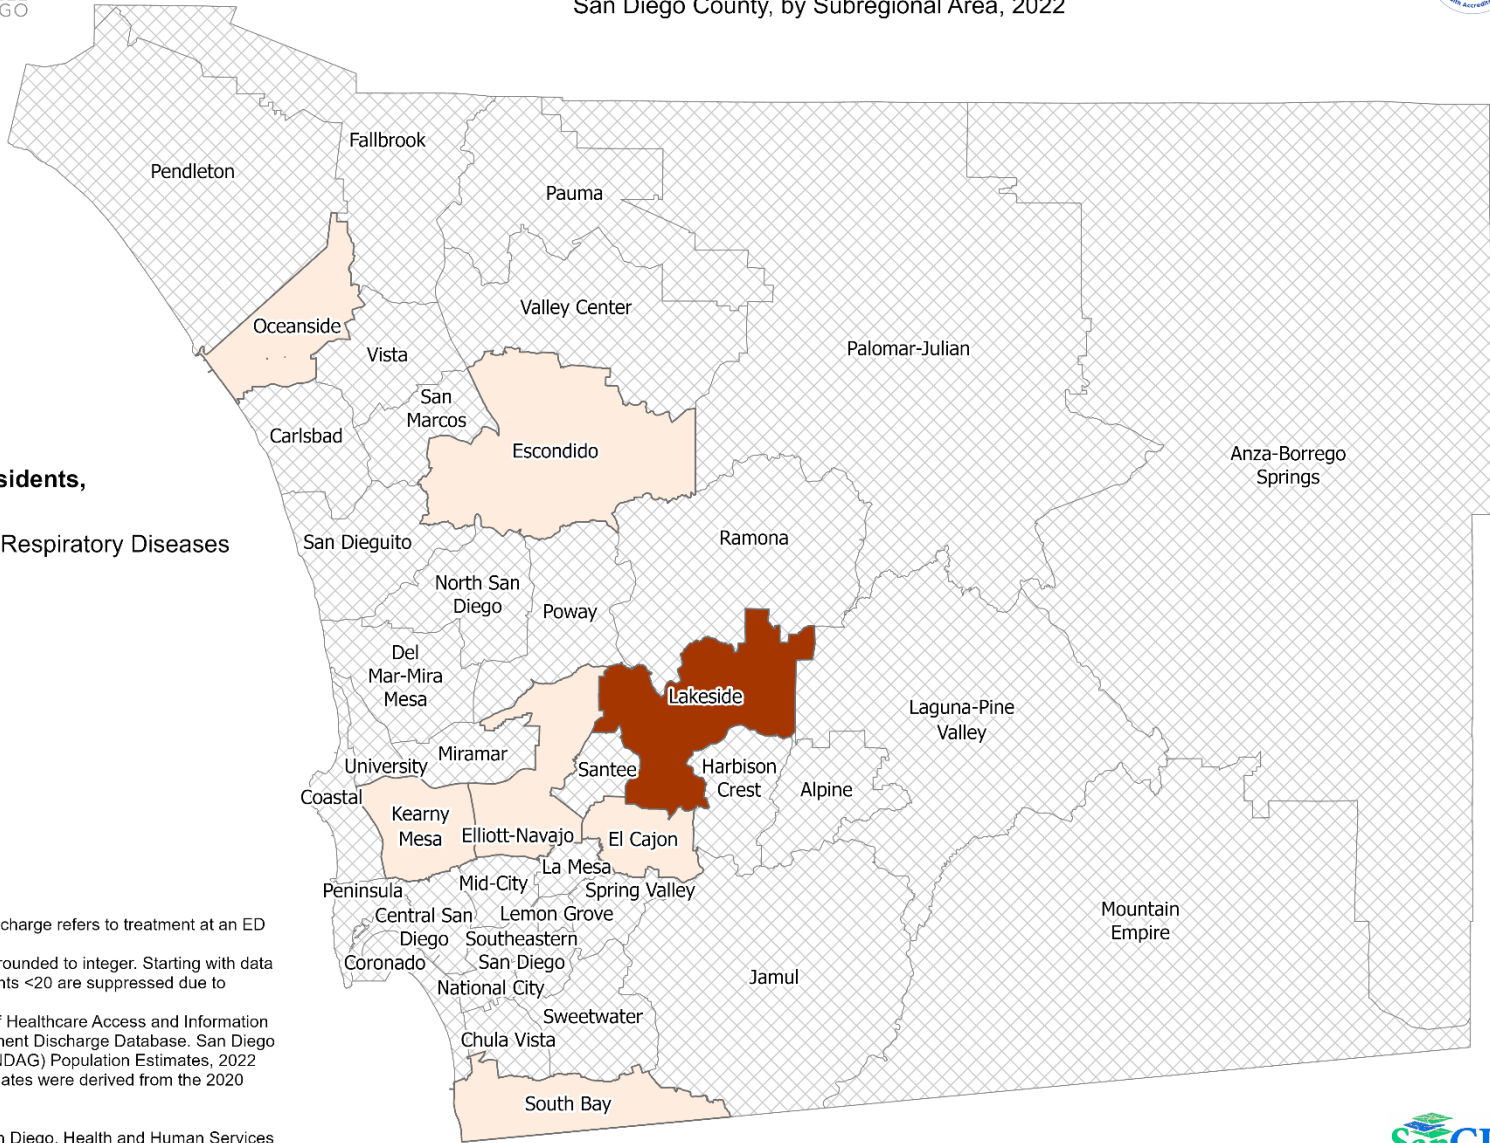 GO
San Diego County, by Subregional Area, 2022
Fallbrook
Pendleton
Pauma
Valley Center
Oceanside
Palomar-Julian
Vista
San
Marcos
Carlsbad
Escondido
Anza-Borrego
Springs
sidents,
San Dieguito
Ramona
Respiratory Diseases
North San
Diego
Poway
Del
Mar-Mira
Mesa
Lakeside
Laguna-Pine
Valley
Miramar
University
Santee
Harbison
Crest
Alpine
Coastal
Kearny
Mesa
Elliott-Navajo
El Cajon
La Mesa
Mid-City
Spring Valley
Peninsula
Central San
Diego
Lemon Grove
Mountain
Empire
charge refers to treatment at an ED
Southeastern
San Diego
Coronado
rounded to integer. Starting with data
nts <20 are suppressed due to
National City
Jamul
Sweetwater
f Healthcare Access and Information
nent Discharge Database. San Diego
NDAG) Population Estimates, 2022
ates were derived from the 2020
Chula Vista
South Bay
n Diego, Health and Human Services